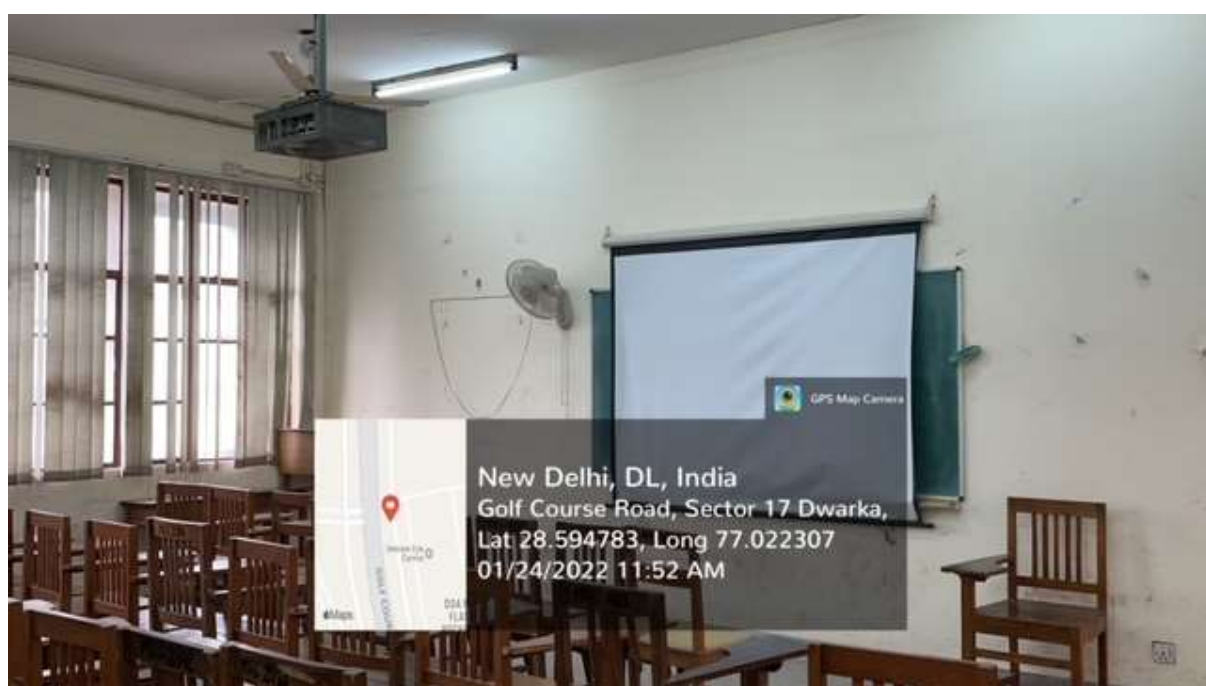 GPS Map Camera
New Delhi, DL, India
Golf Course Road, Sector 17 Dwarka,
Lat 28.594783, Long 77.022307
01/24/2022 11:52 AM
Maps